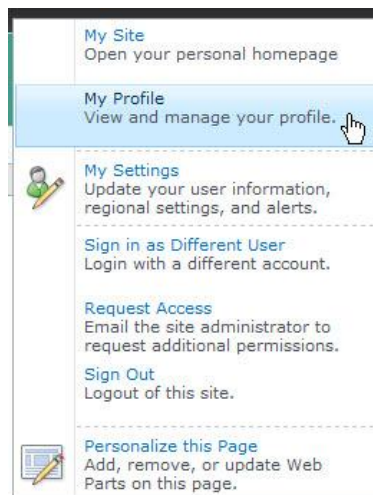 My Site
Open your personal homepage
My Profile
View and manage your profile.
My Settings
Update your user information,
regional settings, and alerts.
Sign in as Different User
Login with a different account.
Request Access
Email the site administrator to
request additional permissions.
Sign Out
Logout of this site.
Personalize this Page
Add, remove, or update Web
Parts on this page.